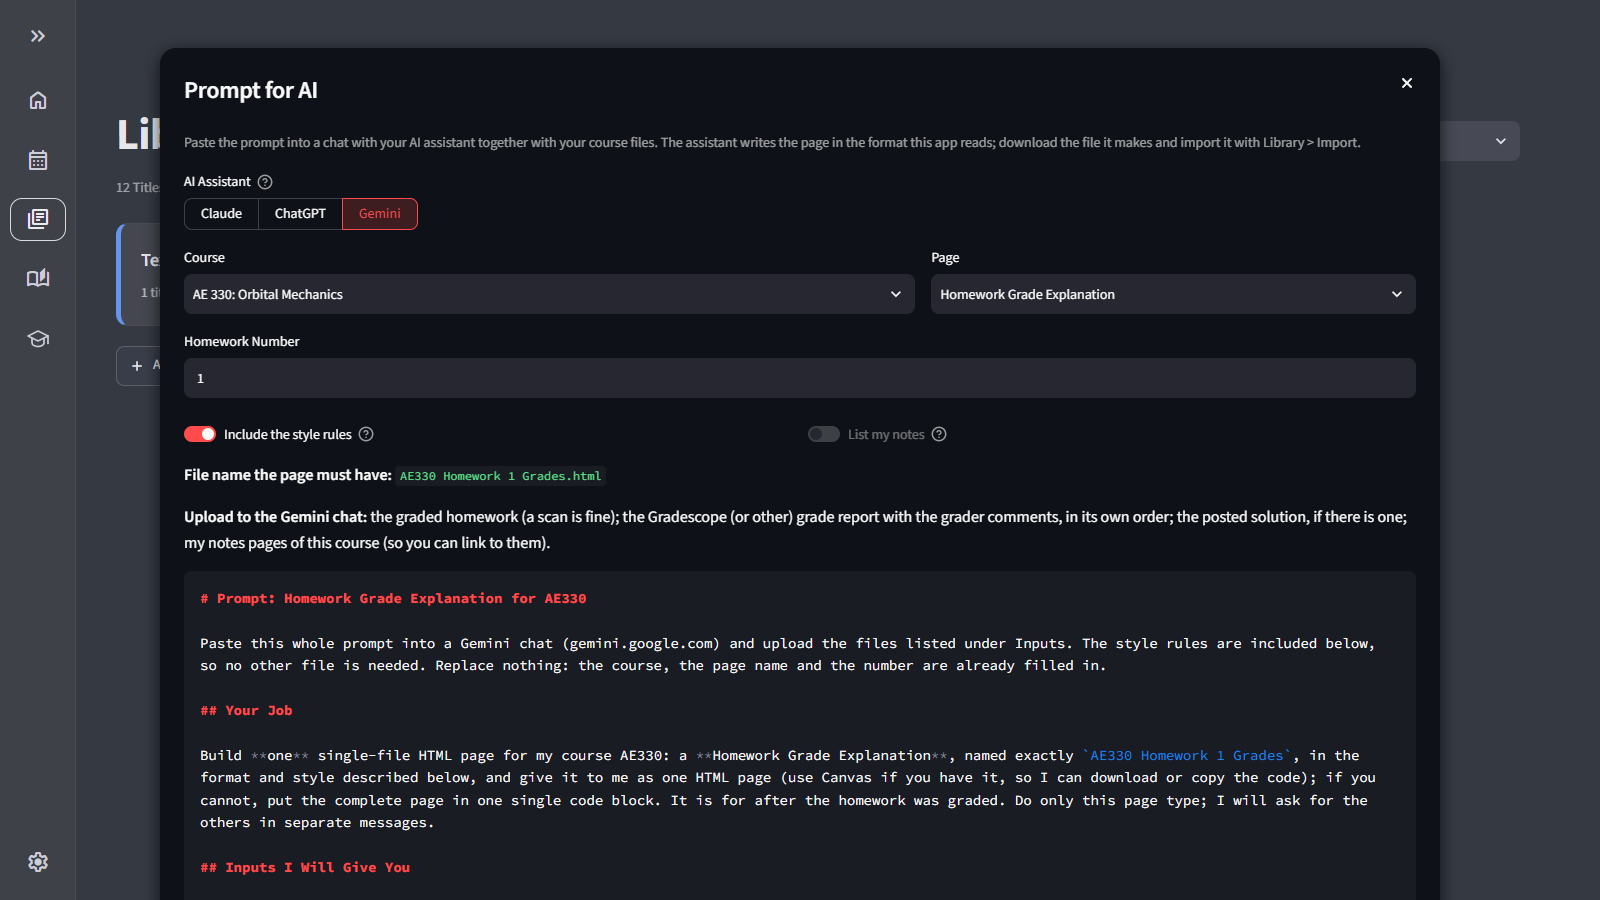 Prompt for AI
Lib
Paste the prompt into a chat with your AI assistant together with your course files. The assistant writes the page in the format this app reads; download the file it makes and import it with Library > Import.
12 Title
AI Assistant ?
Claude ChatGPT Gemini
Course Page
AE 330: Orbital Mechanics Homework Grade Explanation
1 tit
Homework Number
+ A
1
Include the style rules ? List my notes ?
File name the page must have: AE330 Homework 1 Grades.html
Upload to the Gemini chat: the graded homework (a scan is fine); the Gradescope (or other) grade report with the grader comments, in its own order; the posted solution, if there is one;
my notes pages of this course (so you can link to them).
# Prompt: Homework Grade Explanation for AE330
Paste this whole prompt into a Gemini chat (gemini.google.com) and upload the files listed under Inputs. The style rules are included below,
so no other file is needed. Replace nothing: the course, the page name and the number are already filled in.
## Your Job
Build **one** single-file HTML page for my course AE330: a **Homework Grade Explanation**, named exactly `AE330 Homework 1 Grades`, in the
format and style described below, and give it to me as one HTML page (use Canvas if you have it, so I can download or copy the code); if you
cannot, put the complete page in one single code block. It is for after the homework was graded. Do only this page type; I will ask for the
others in separate messages.
## Inputs I Will Give You